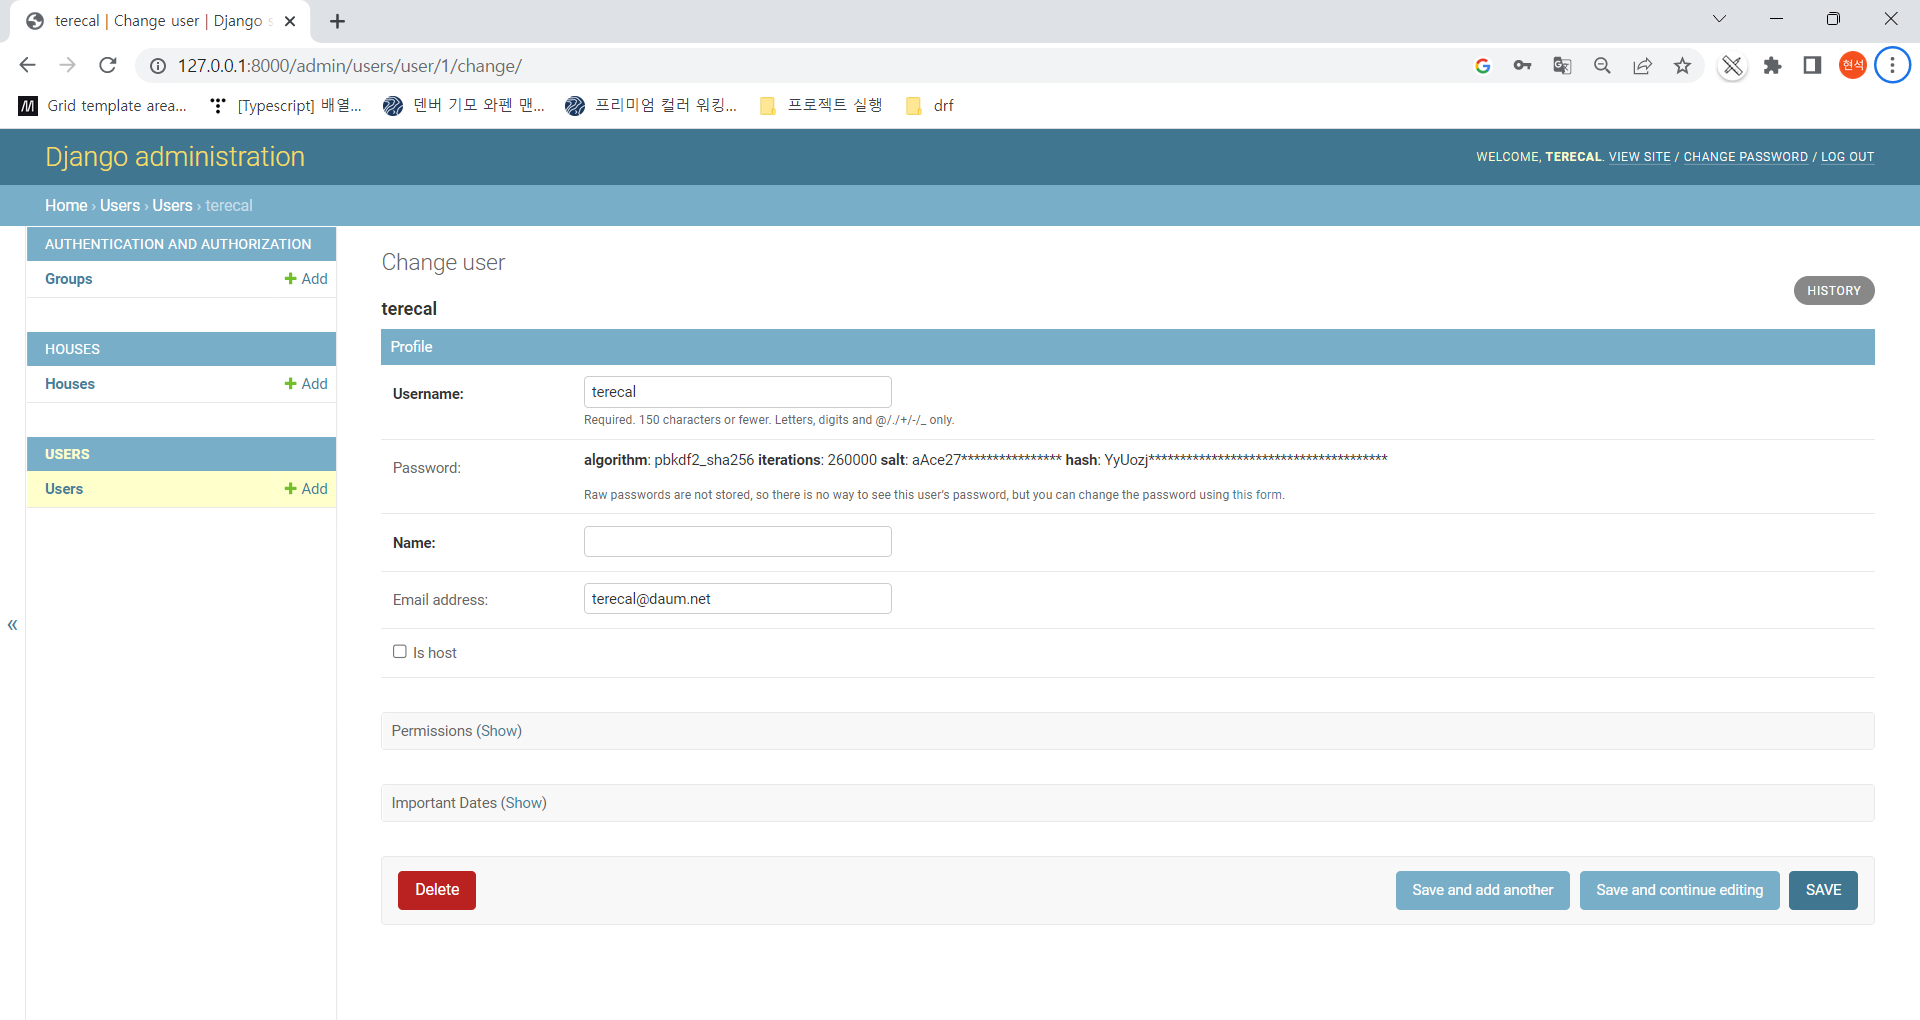 terecal | Change user | Django s
127.0.0.1:8000/admin/users/user/1/change/
현석
Grid template area... [Typescript] 배열... 덴버 기모 와펜 맨... 프리미엄 컬러 워킹... 프로젝트 실행 drf
Django administration
WELCOME, TERECAL. VIEW SITE / CHANGE PASSWORD / LOG OUT
Home › Users › Users › terecal
AUTHENTICATION AND AUTHORIZATION
Groups + Add
HOUSES
Houses + Add
USERS
Users + Add
«
Change user
HISTORY
terecal
Profile
Username: terecal
Required. 150 characters or fewer. Letters, digits and @/./+/-/_ only.
Password: algorithm: pbkdf2_sha256 iterations: 260000 salt: aAce27**************** hash: YyUozj**************************************
Raw passwords are not stored, so there is no way to see this user's password, but you can change the password using this form.
Name:
Email address: terecal@daum.net
Is host
Permissions (Show)
Important Dates (Show)
Delete Save and add another Save and continue editing SAVE